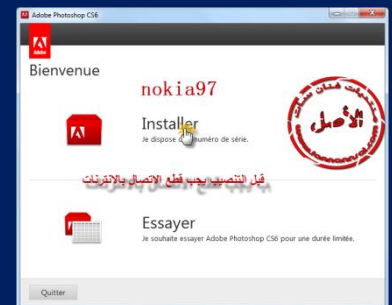 Adobe Photoshop CS6
Adobe
Bienvenue
nokia97
Installer
Je dispose d'un numéro de série.
الأصلي
قبل التنصيب يجب قطع الاتصال بالانترنات
Essayer
Je souhaite essayer Adobe Photoshop CS6 pour une durée limitée.
Quitter